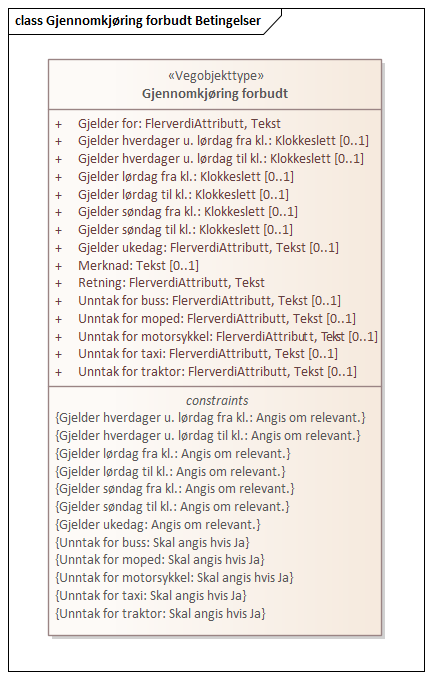 class Gjennomkjøring forbudt Betingelser
«Vegobjekttype»
Gjennomkjøring forbudt
+ Gjelder for: FlerverdiAttributt, Tekst
+ Gjelder hverdager u. lørdag fra kl.: Klokkeslett [0..1]
+ Gjelder hverdager u. lørdag til kl.: Klokkeslett [0..1]
+ Gjelder lørdag fra kl.: Klokkeslett [0..1]
+ Gjelder lørdag til kl.: Klokkeslett [0..1]
+ Gjelder søndag fra kl.: Klokkeslett [0..1]
+ Gjelder søndag til kl.: Klokkeslett [0..1]
+ Gjelder ukedag: FlerverdiAttributt, Tekst [0..1]
+ Merknad: Tekst [0..1]
+ Retning: FlerverdiAttributt, Tekst
+ Unntak for buss: FlerverdiAttributt, Tekst [0..1]
+ Unntak for moped: FlerverdiAttributt, Tekst [0..1]
+ Unntak for motorsykkel: FlerverdiAttributt, Tekst [0..1]
+ Unntak for taxi: FlerverdiAttributt, Tekst [0..1]
+ Unntak for traktor: FlerverdiAttributt, Tekst [0..1]
constraints
{Gjelder hverdager u. lørdag fra kl.: Angis om relevant.}
{Gjelder hverdager u. lørdag til kl.: Angis om relevant.}
{Gjelder lørdag fra kl.: Angis om relevant.}
{Gjelder lørdag til kl.: Angis om relevant.}
{Gjelder søndag fra kl.: Angis om relevant.}
{Gjelder søndag til kl.: Angis om relevant.}
{Gjelder ukedag: Angis om relevant.}
{Unntak for buss: Skal angis hvis Ja}
{Unntak for moped: Skal angis hvis Ja}
{Unntak for motorsykkel: Skal angis hvis Ja}
{Unntak for taxi: Skal angis hvis Ja}
{Unntak for traktor: Skal angis hvis Ja}